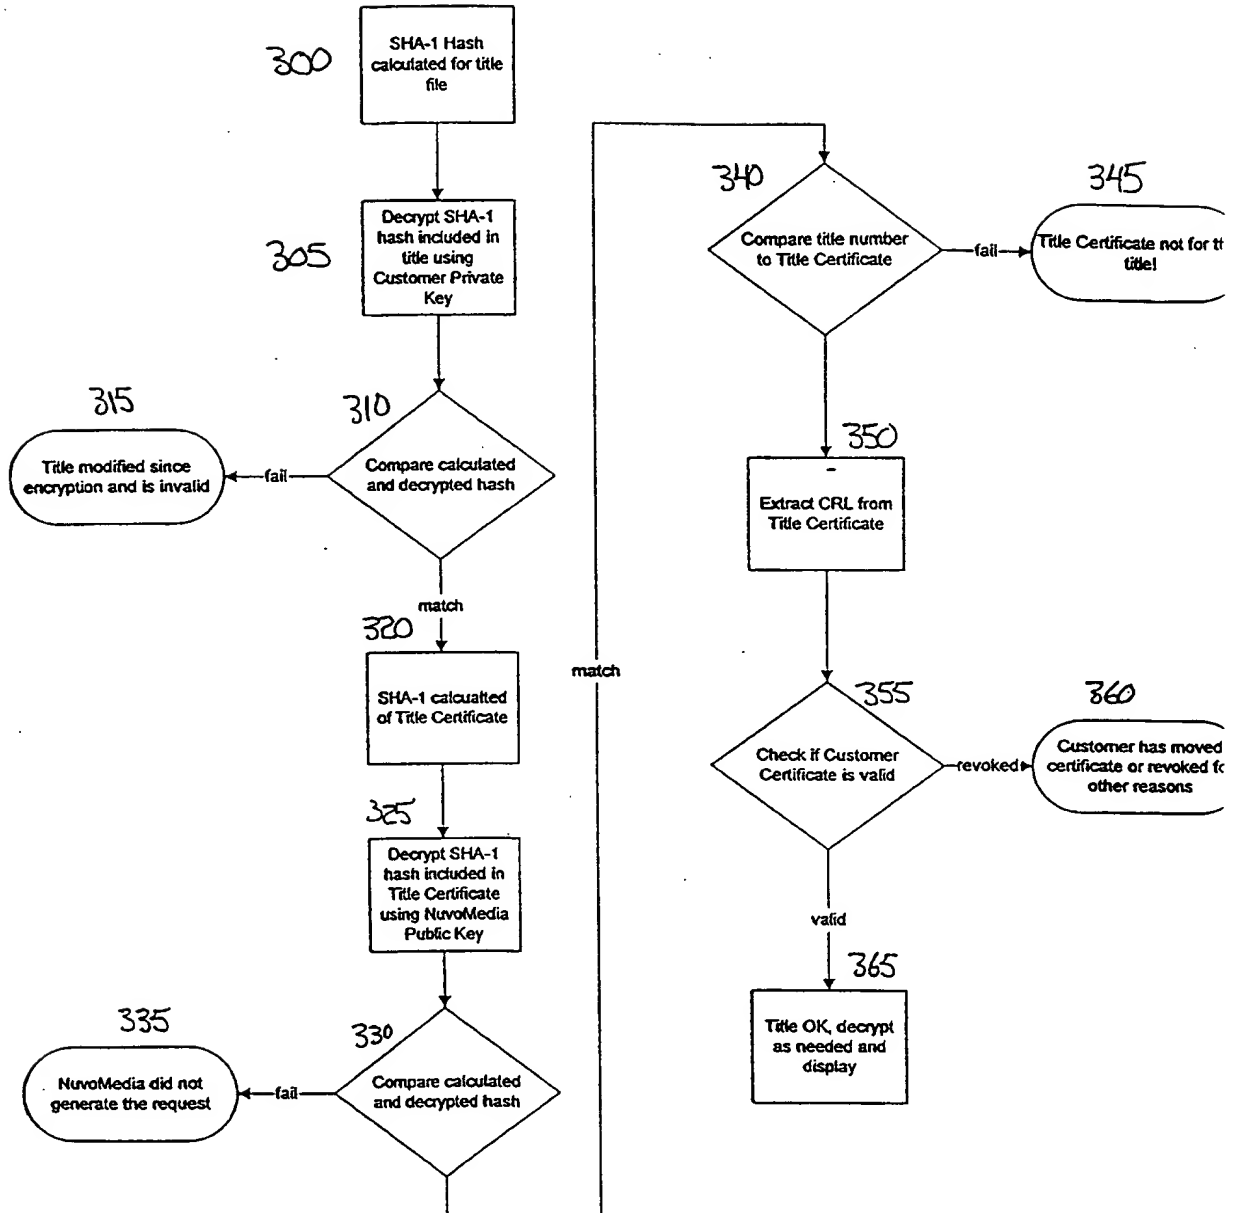 300
SHA-1 Hash
calculated for title
file
305
Decrypt SHA-1
hash included in
title using
Customer Private
Key
315
310
Title modified since
encryption and is invalid
fail
Compare calculated
and decrypted hash
match
320
SHA-1 calcuatted
of Title Certificate
325
Decrypt SHA-1
hash included in
Title Certificate
using NuvoMedia
Public Key
335
330
NuvoMedia did not
generate the request
fail
Compare calculated
and decrypted hash
match
340
345
Compare title number
to Title Certificate
fail
Title Certificate not for th
title!
350
Extract CRL from
Title Certificate
355
360
Check if Customer
Certificate is valid
revoked
Customer has moved
certificate or revoked fo
other reasons
valid
365
Title OK, decrypt
as needed and
display